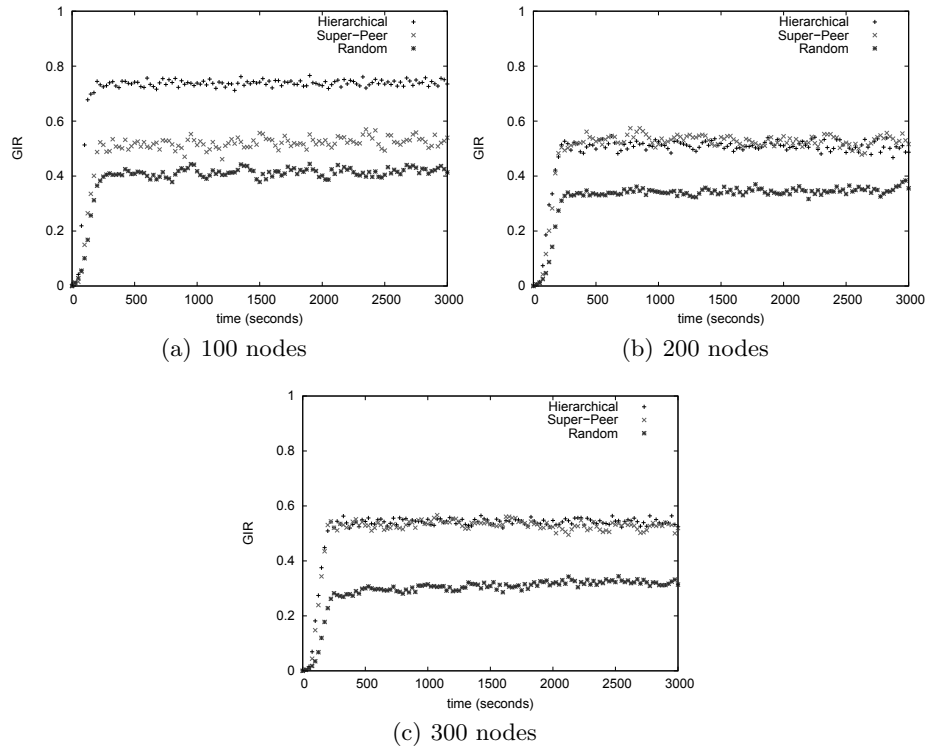 1
0.8
0.6
0.4
0.2
0
GIR
Hierarchical
Super-Peer
Random
0 500 1000 1500 2000 2500 3000
time (seconds)
(a) 100 nodes
1
0.8
0.6
0.4
0.2
0
GIR
Hierarchical
Super-Peer
Random
0 500 1000 1500 2000 2500 3000
time (seconds)
(b) 200 nodes
1
0.8
0.6
0.4
0.2
0
GIR
Hierarchical
Super-Peer
Random
0 500 1000 1500 2000 2500 3000
time (seconds)
(c) 300 nodes